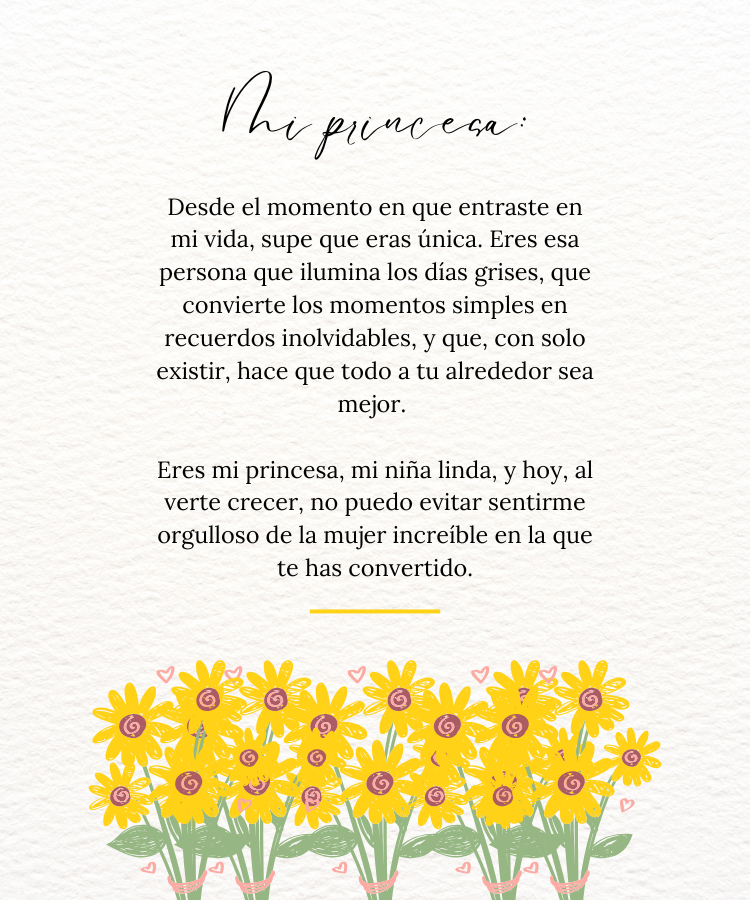 Mi princesa:
Desde el momento en que entraste en
mi vida, supe que eras única. Eres esa
persona que ilumina los días grises, que
convierte los momentos simples en
recuerdos inolvidables, y que, con solo
existir, hace que todo a tu alrededor sea
mejor.
Eres mi princesa, mi niña linda, y hoy, al
verte crecer, no puedo evitar sentirme
orgulloso de la mujer increíble en la que
te has convertido.